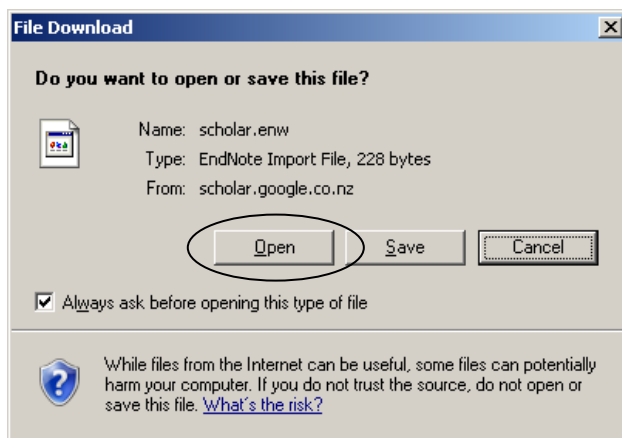 File Download
Do you want to open or save this file?
Name: scholar.enw
Type: EndNote Import File, 228 bytes
From: scholar.google.co.nz
Open Save Cancel
Always ask before opening this type of file
While files from the Internet can be useful, some files can potentially
harm your computer. If you do not trust the source, do not open or
save this file. What's the risk?